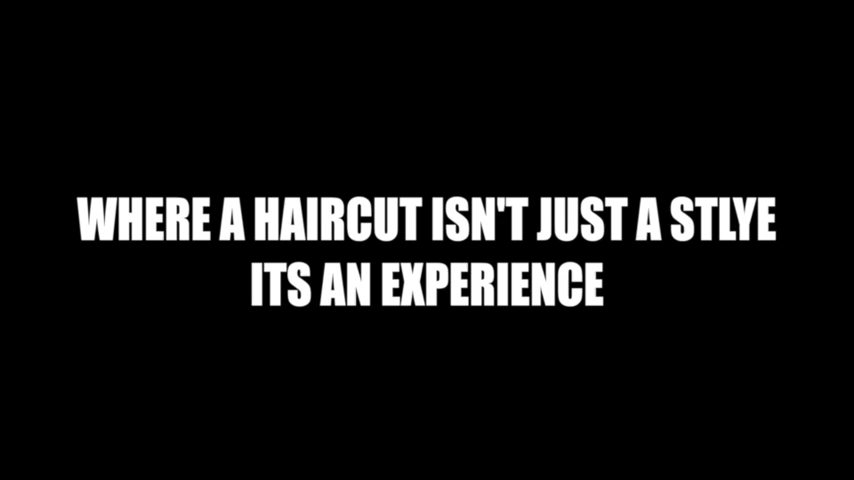 WHERE A HAIRCUT ISN'T JUST A STLYE
ITS AN EXPERIENCE